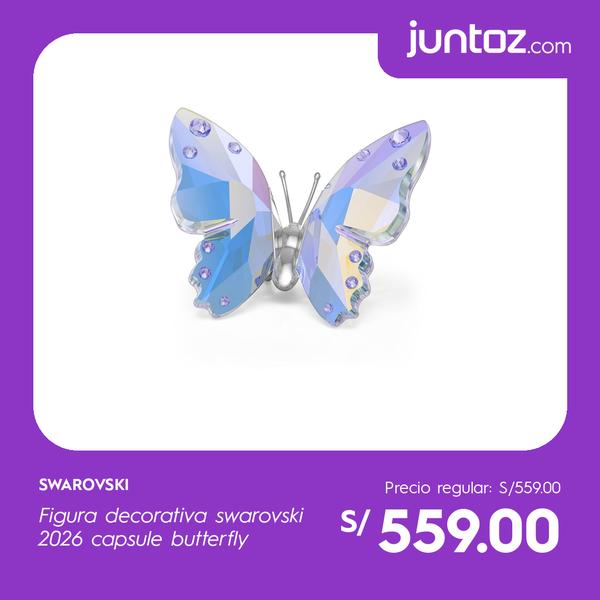 juntoz.com
SWAROVSKI
Figura decorativa swarovski
2026 capsule butterfly
Precio regular: S/559.00
S/ 559.00